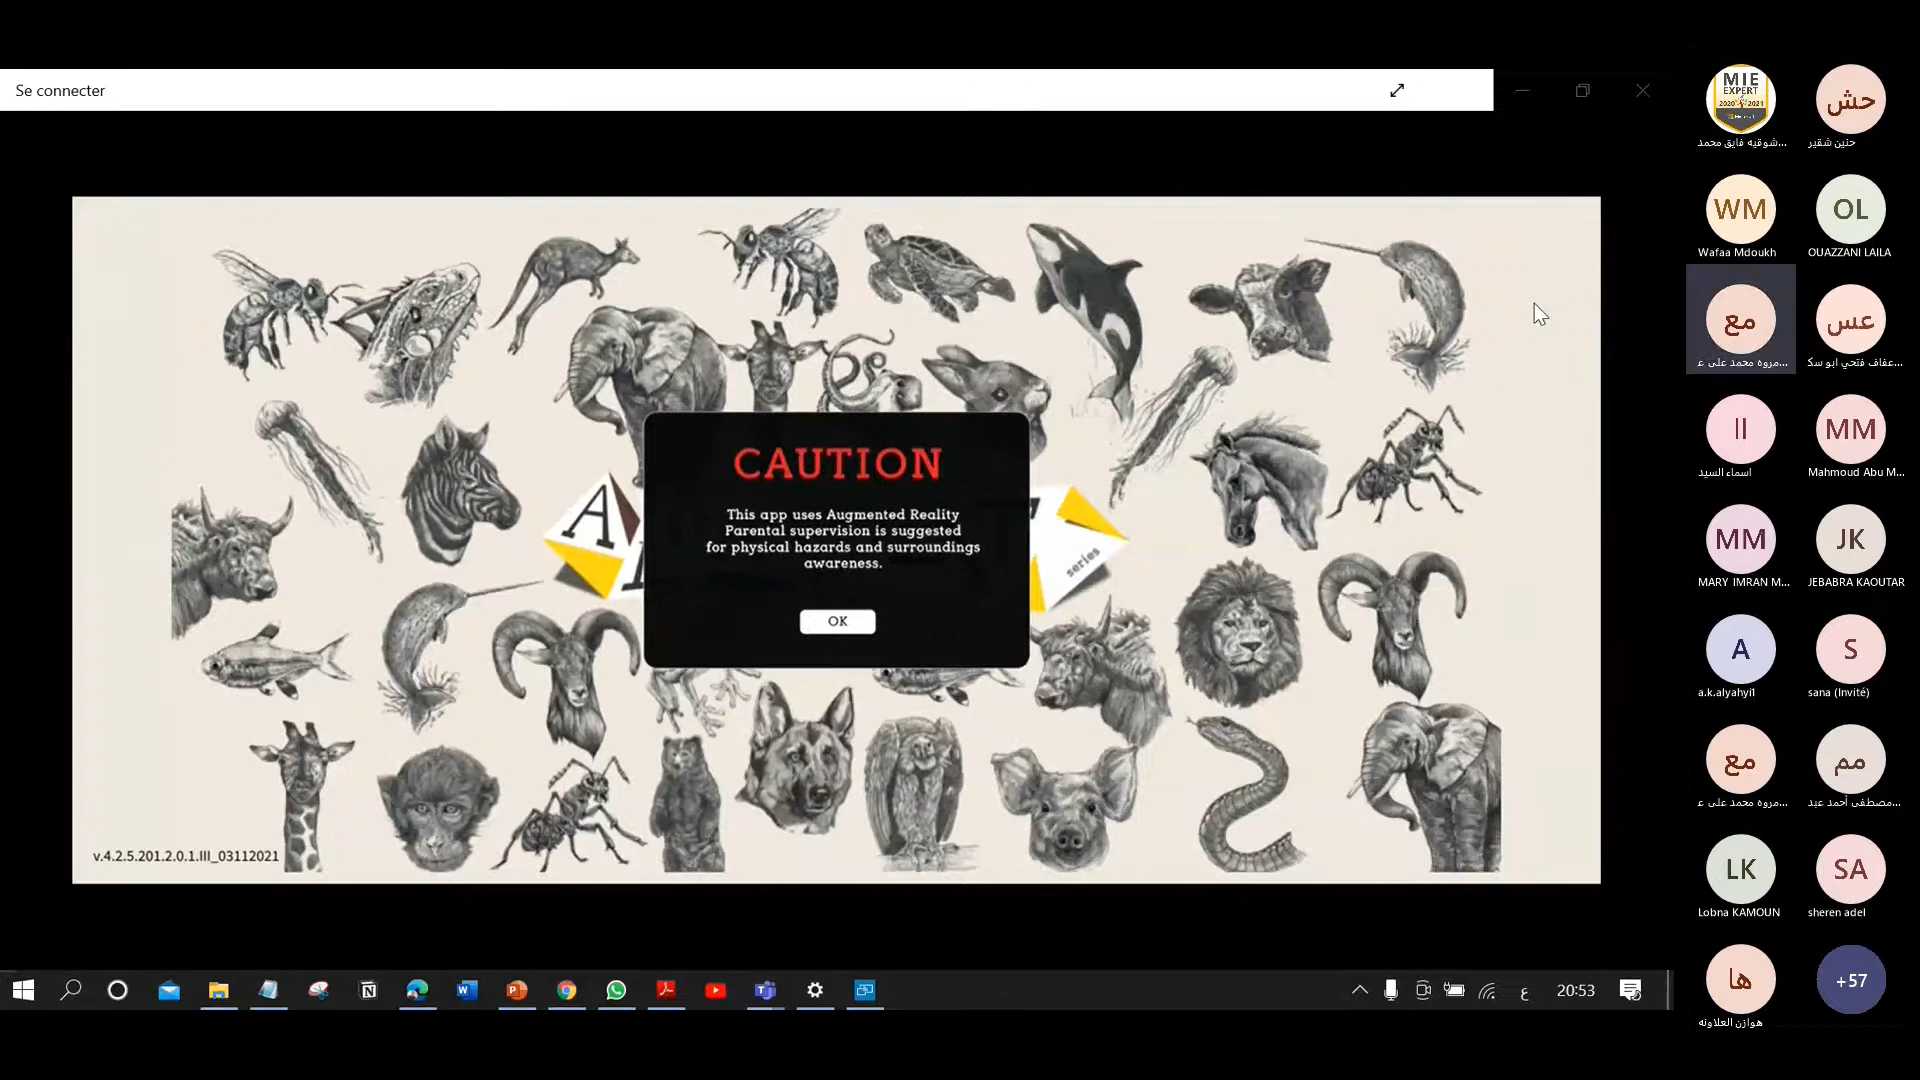 Se connecter
A
series
CAUTION
This app uses Augmented Reality
Parental supervision is suggested
for physical hazards and surroundings
awareness.
OK
v.4.2.5.201.2.0.1.III_03112021
ع
20:53
MIE
EXPERT
2020 2021
شوقيه فايق محمد...
حش
حنين شقير
WM
Wafaa Mdoukh
OL
OUAZZANI LAILA
مع
مروه محمد على ع...
عس
عفاف فتحي ابو سك...
اا
اسماء السيد
MM
Mahmoud Abu M...
MM
MARY IMRAN M...
JK
JEBABRA KAOUTAR
A
a.k.alyahyi1
S
sana (Invité)
مع
مروه محمد على ع...
مم
مصطفى أحمد عبد...
LK
Lobna KAMOUN
SA
sheren adel
ها
هوازن العلاونه
+57